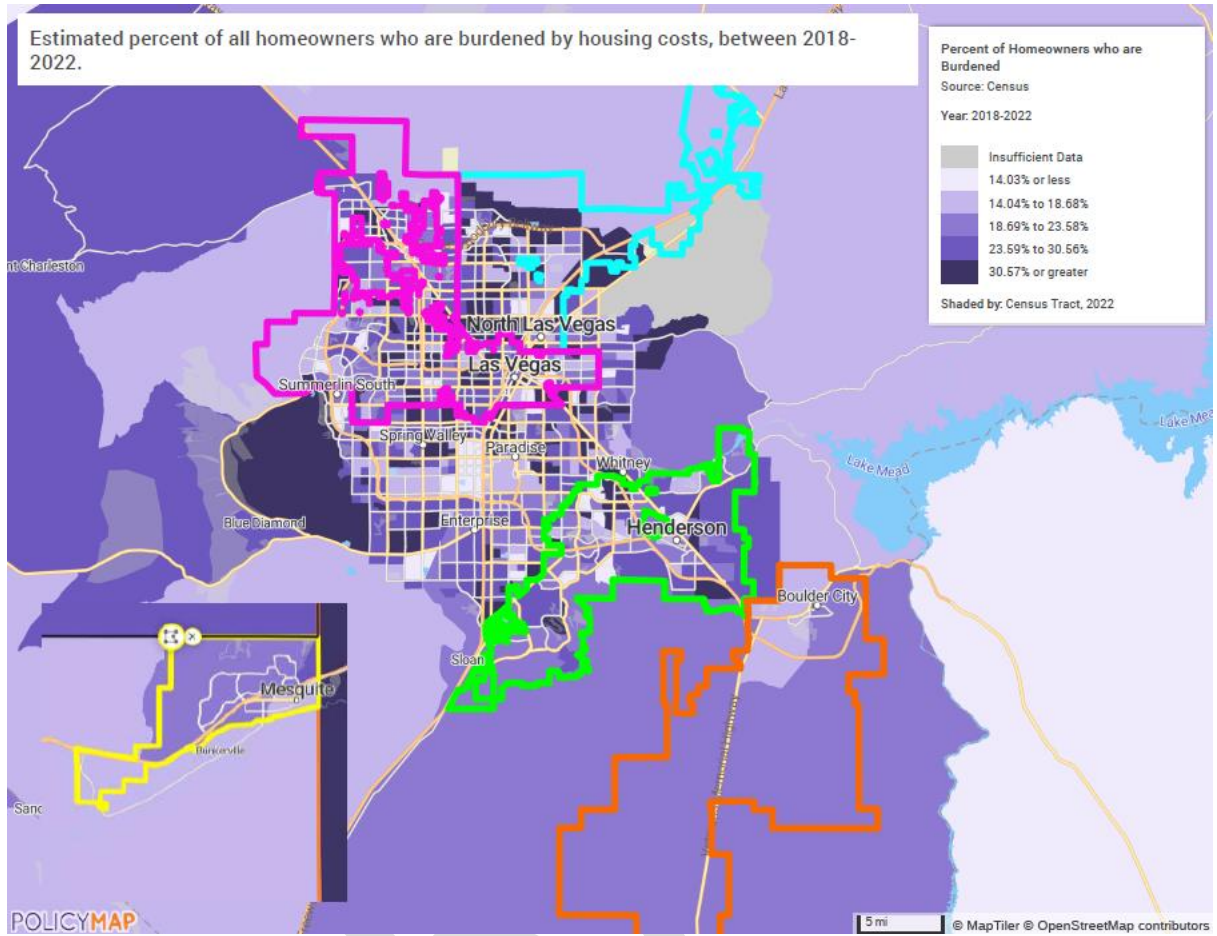 Estimated percent of all homeowners who are burdened by housing costs, between 2018-
2022.
Percent of Homeowners who are
Burdened
Source: Census
Year: 2018-2022
Insufficient Data
14.03% or less
14.04% to 18.68%
18.69% to 23.58%
23.59% to 30.56%
30.57% or greater
Shaded by: Census Tract, 2022
nt Charleston
North Las Vegas
Las Vegas
Summerlin South
Spring Valley
Paradise
Whitney
Lake Mead
Lake Mea
Blue Diamond
Enterprise
Henderson
Boulder City
Sloan
Mesquite
Bunkerville
Sanc
POLICYMAP
5 mi
© MapTiler © OpenStreetMap contributors